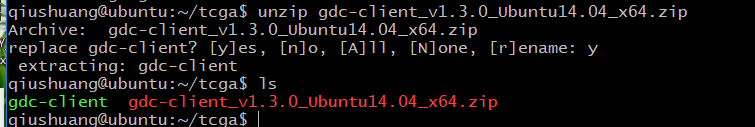 qiushuang@ubuntu:~/tcga$ unzip gdc-client_v1.3.0_Ubuntu14.04_x64.zip
Archive:  gdc-client_v1.3.0_Ubuntu14.04_x64.zip
replace gdc-client? [y]es, [n]o, [A]ll, [N]one, [r]ename: y
 extracting: gdc-client
qiushuang@ubuntu:~/tcga$ ls
gdc-client  gdc-client_v1.3.0_Ubuntu14.04_x64.zip
qiushuang@ubuntu:~/tcga$